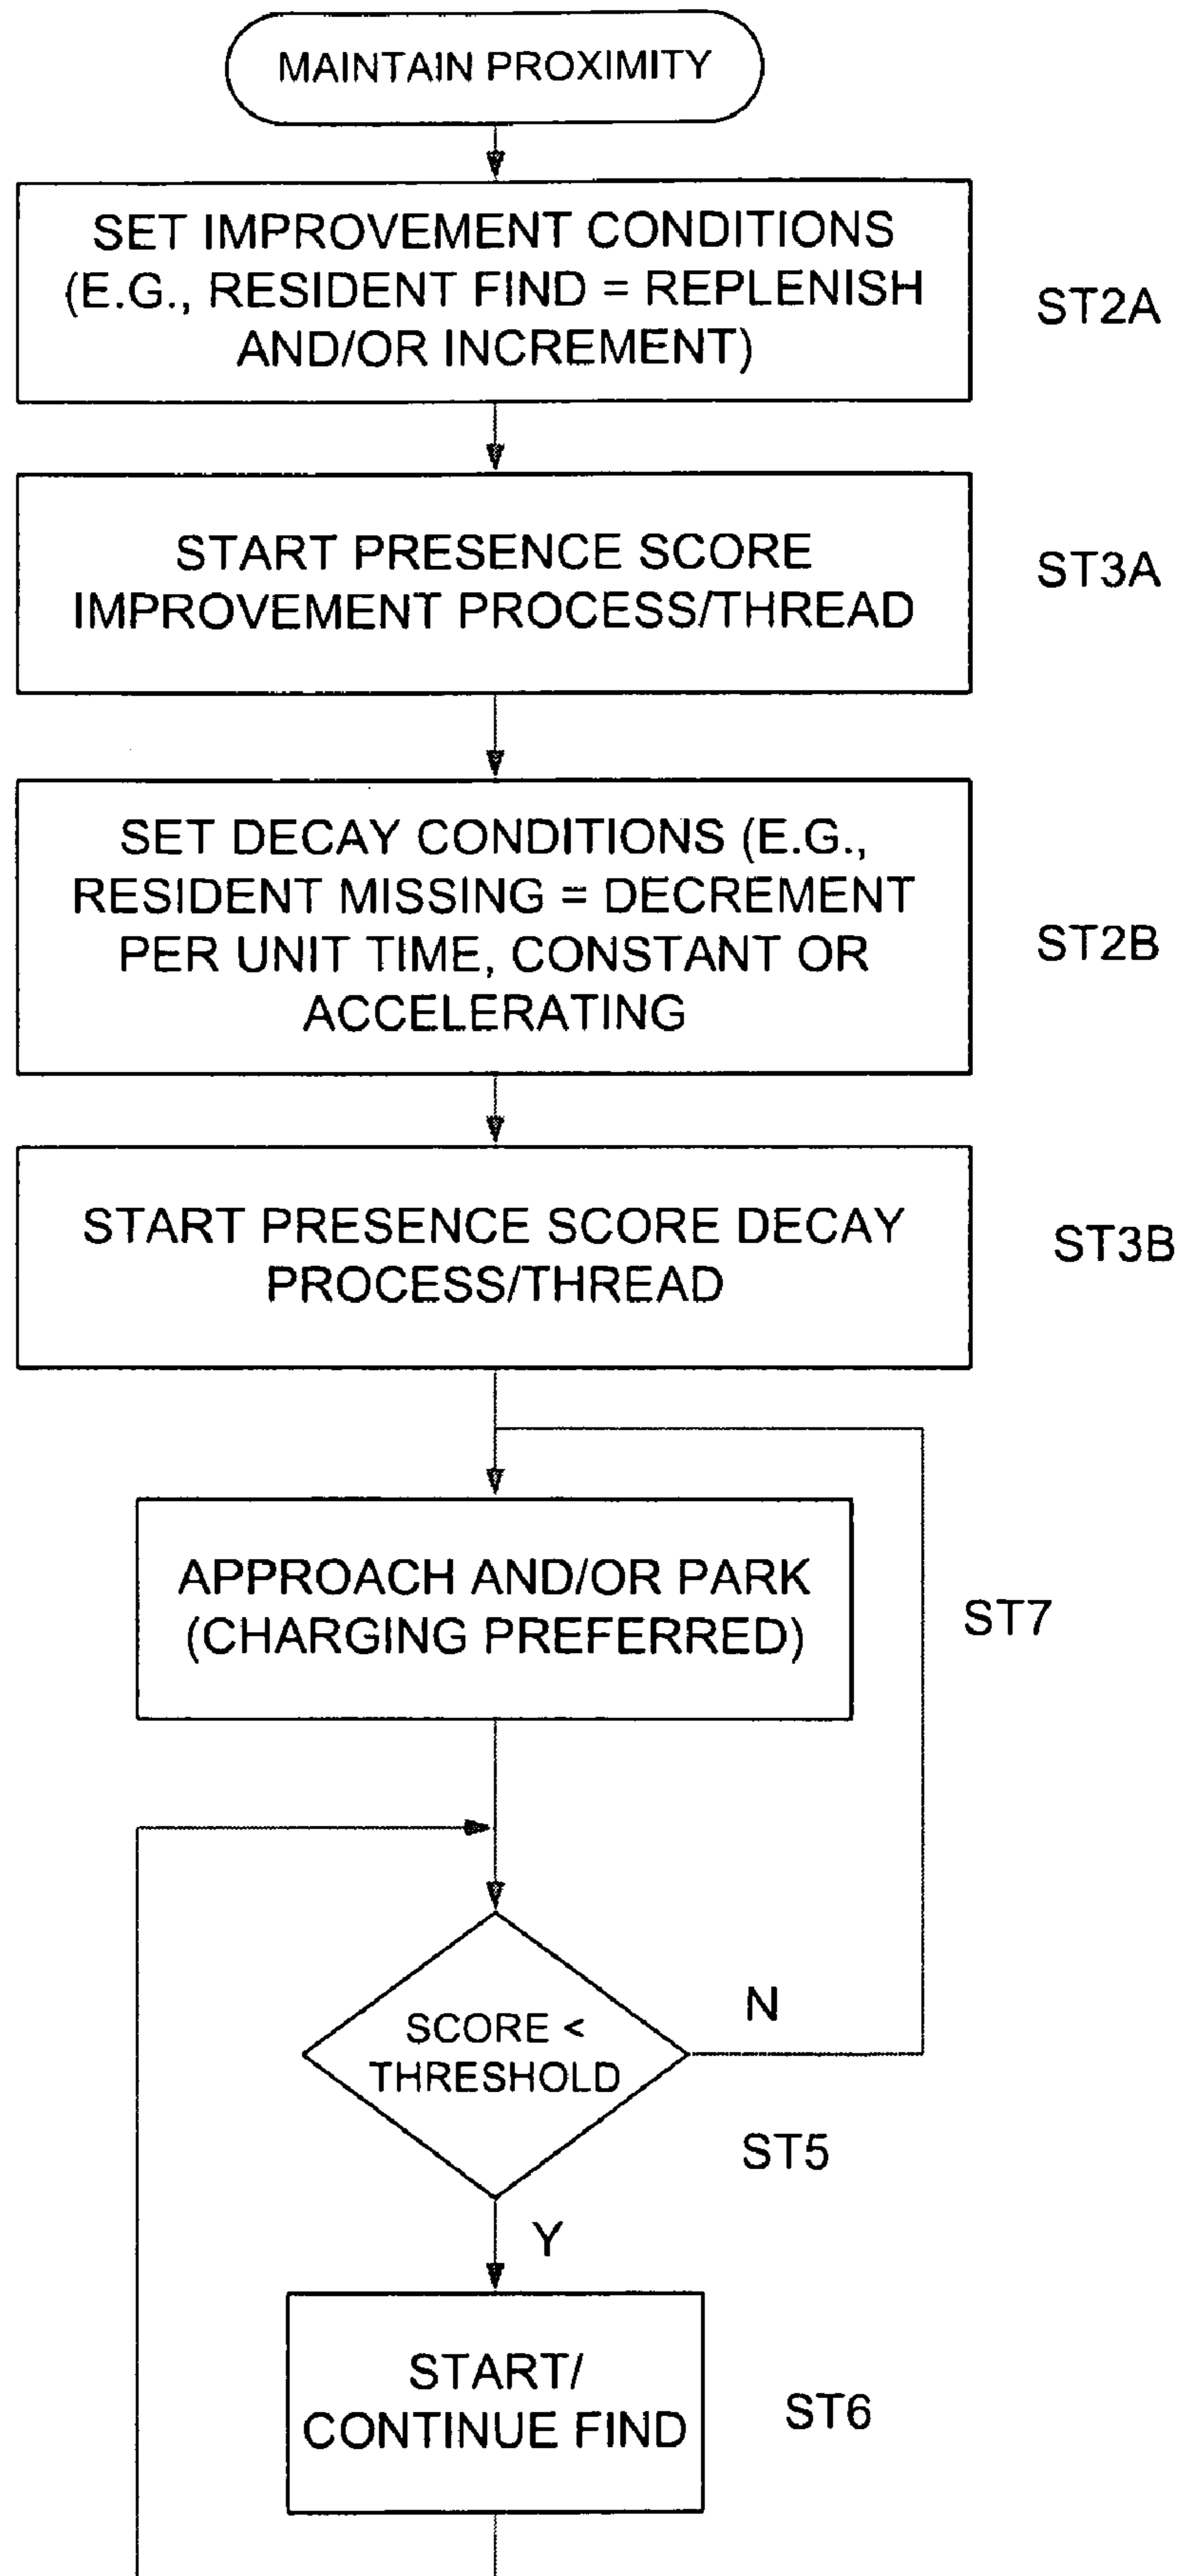 MAINTAIN PROXIMITY
SET IMPROVEMENT CONDITIONS
(E.G., RESIDENT FIND = REPLENISH
AND/OR INCREMENT)
ST2A
START PRESENCE SCORE
IMPROVEMENT PROCESS/THREAD
ST3A
SET DECAY CONDITIONS (E.G.,
RESIDENT MISSING = DECREMENT
PER UNIT TIME, CONSTANT OR
ACCELERATING
ST2B
START PRESENCE SCORE DECAY
PROCESS/THREAD
ST3B
APPROACH AND/OR PARK
(CHARGING PREFERRED)
ST7
SCORE <
THRESHOLD
N
ST5
Y
START/
CONTINUE FIND
ST6